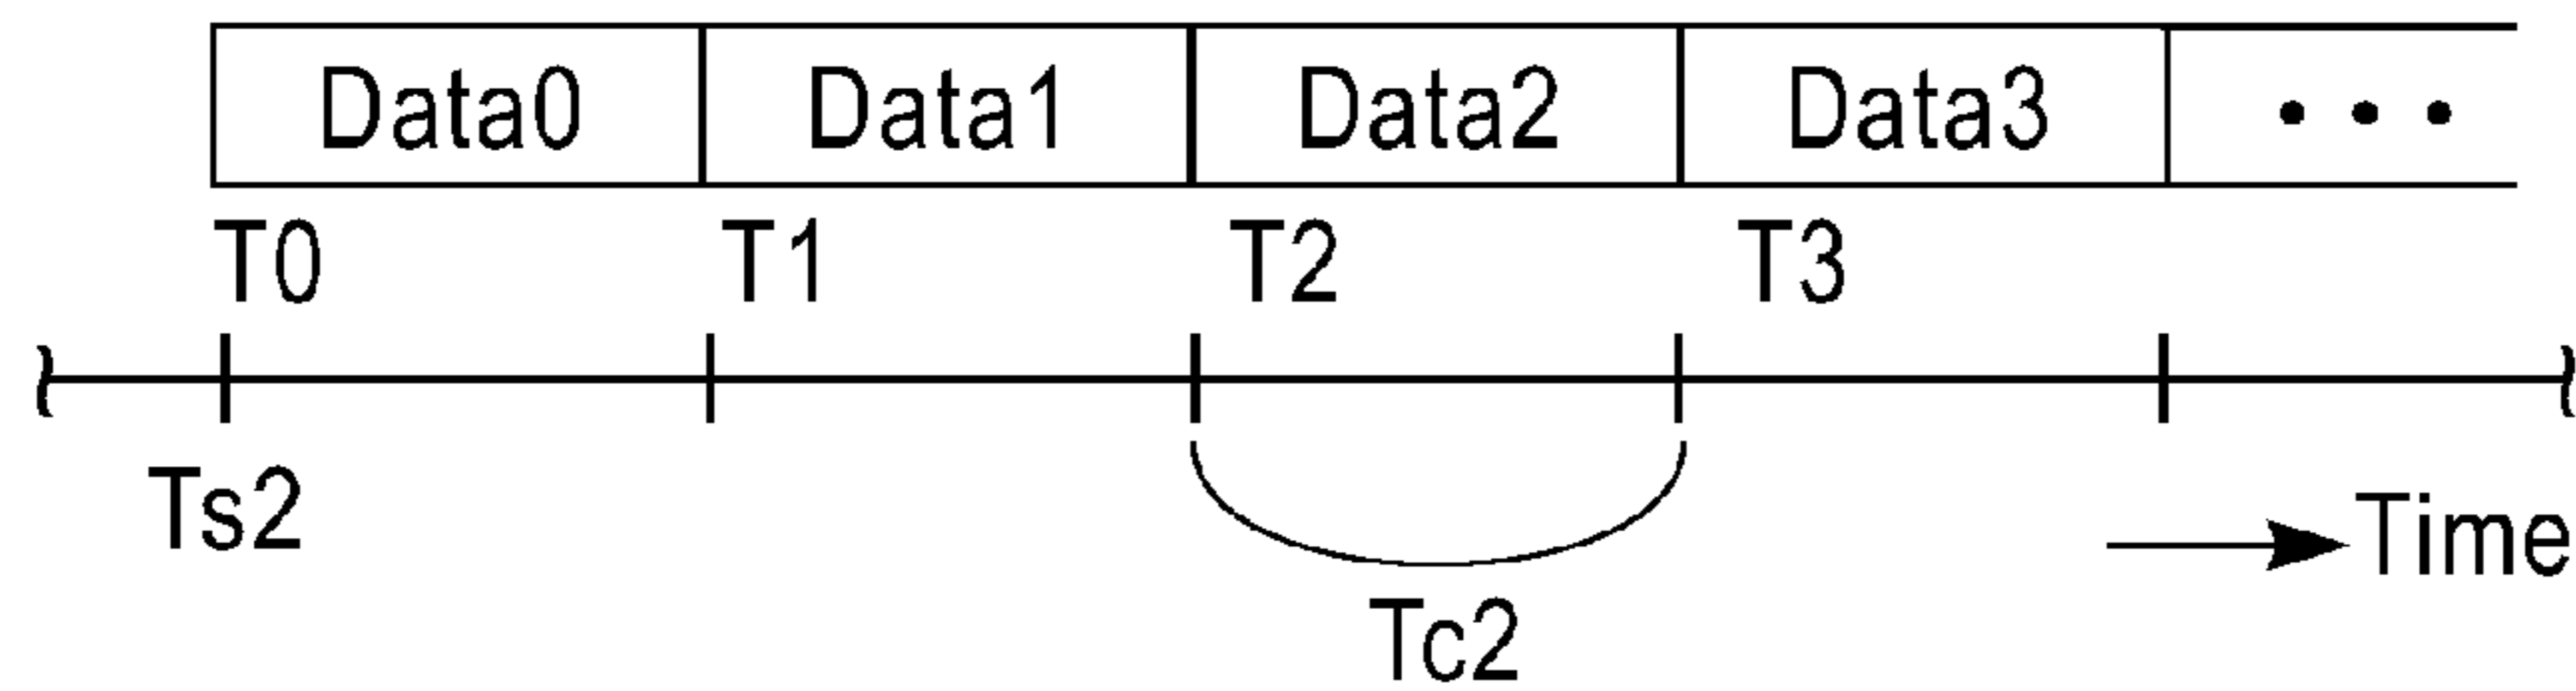 Data0 Data1 Data2 Data3 • • •
T0 T1 T2 T3
Ts2
Time
Tc2